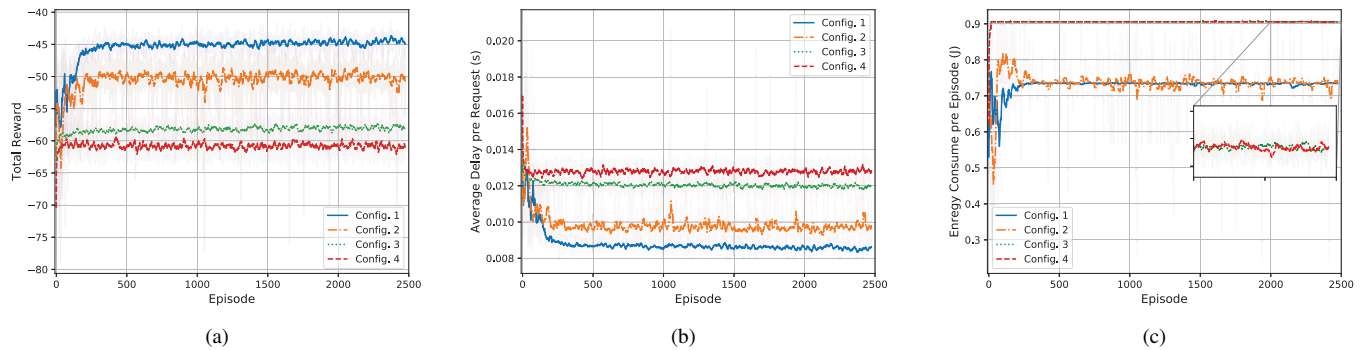 −40
−45
−50
−55
−60
−65
−70
−75
−80
Total Reward
0
500
1000
1500
2000
2500
Episode
Config. 1
Config. 2
Config. 3
Config. 4
(a)
0.020
0.018
0.016
0.014
0.012
0.010
0.008
Average Delay pre Request (s)
0
500
1000
1500
2000
2500
Episode
Config. 1
Config. 2
Config. 3
Config. 4
(b)
0.9
0.8
0.7
0.6
0.5
0.4
0.3
Enregy Consume pre Episode (J)
0
500
1000
1500
2000
2500
Episode
Config. 1
Config. 2
Config. 3
Config. 4
(c)